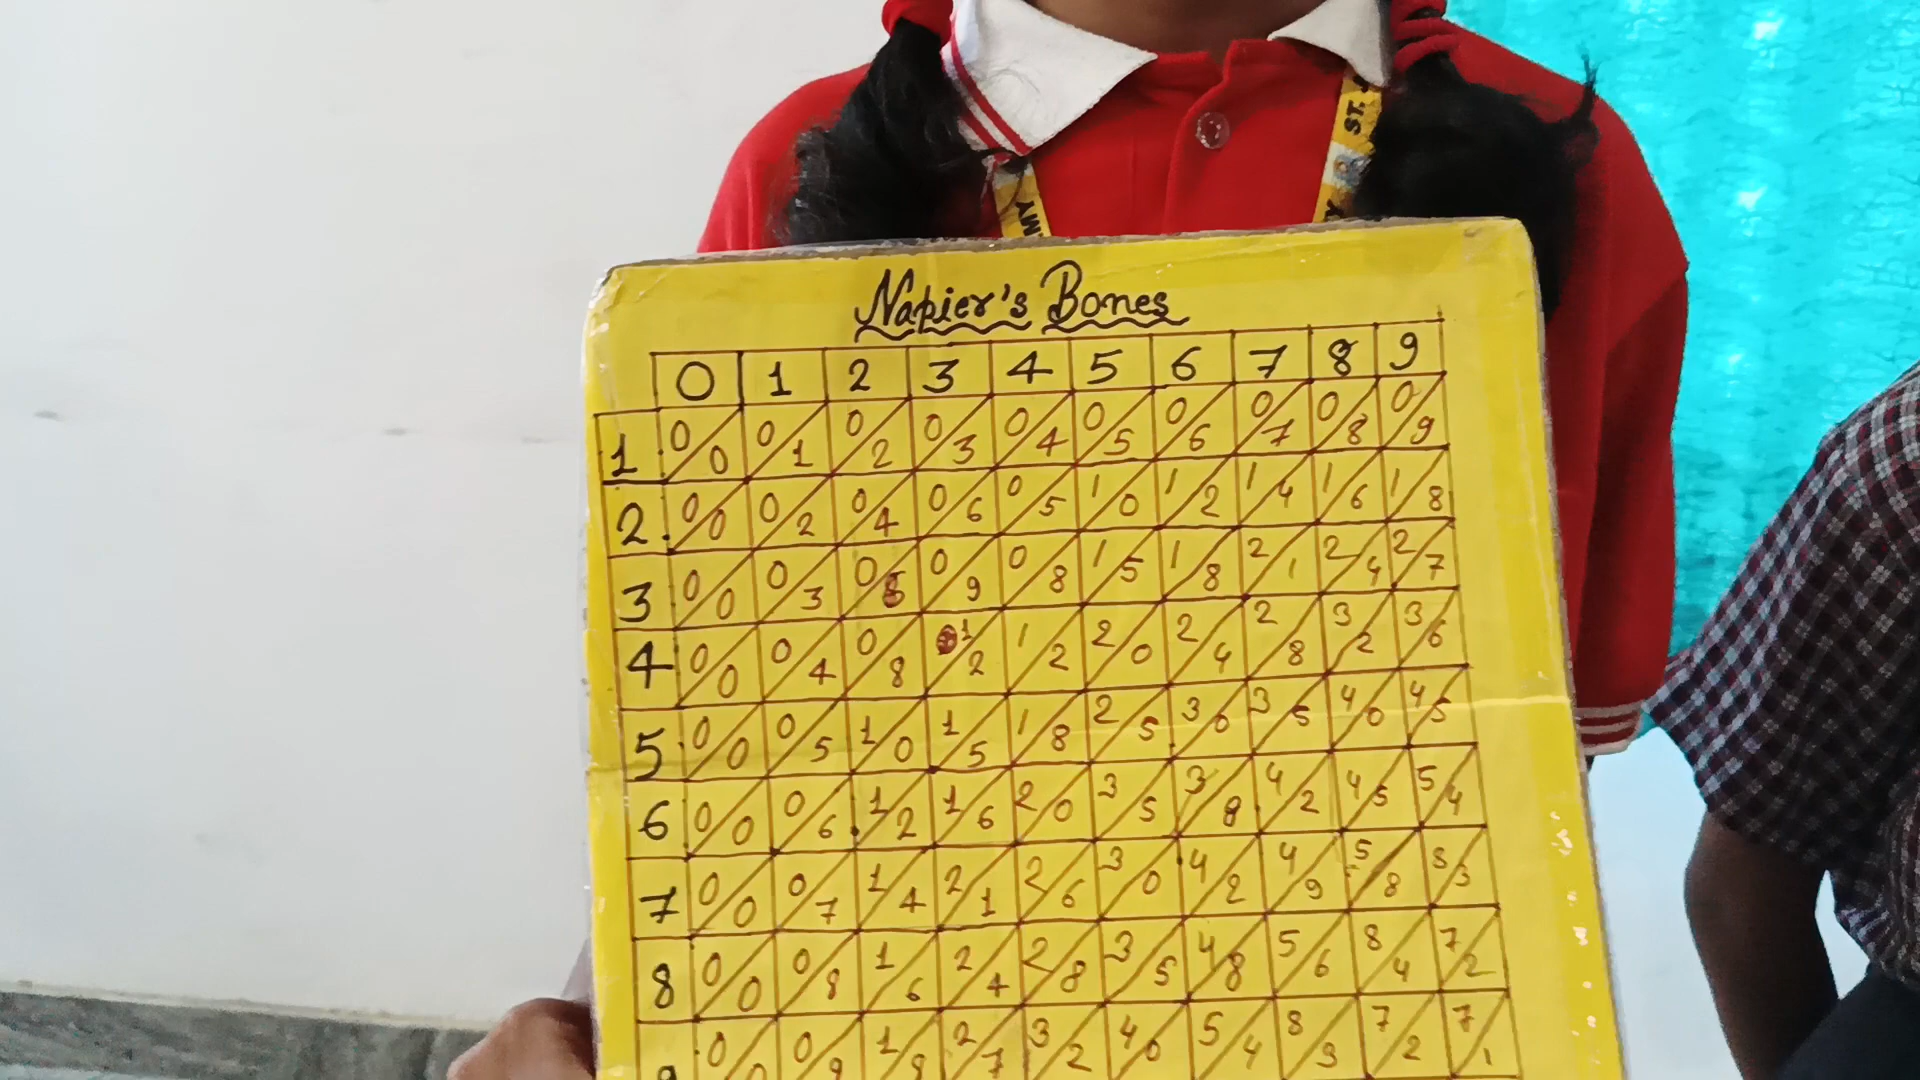 ST.
MY
Napier's Bones
0 1 2 3 4 5 6 7 8 9
1 0/0 0/1 0/2 0/3 0/4 0/5 0/6 0/7 0/8 0/9
2. 0/0 0/2 0/4 0/6 0/5 1/0 1/2 1/4 1/6 1/8
3 0/0 0/3 0/6 0/9 0/8 1/5 1/8 2/1 2/4 2/7
4 0/0 0/4 0/8 1/2 1/2 2/0 2/4 2/8 3/2 3/6
5 0/0 0/5 1/0 1/5 1/8 2/5 3/0 3/5 4/0 4/5
6 0/0 0/6 1/2 1/6 2/0 3/5 3/8 4/2 4/5 5/4
7 0/0 0/7 1/4 2/1 2/6 3/0 4/2 4/9 5/8 8/3
8 0/0 0/8 1/6 2/4 2/8 3/5 4/8 5/6 8/4 7/2
9 0/0 0/9 1/8 2/7 3/2 4/0 5/4 8/3 7/2 7/1